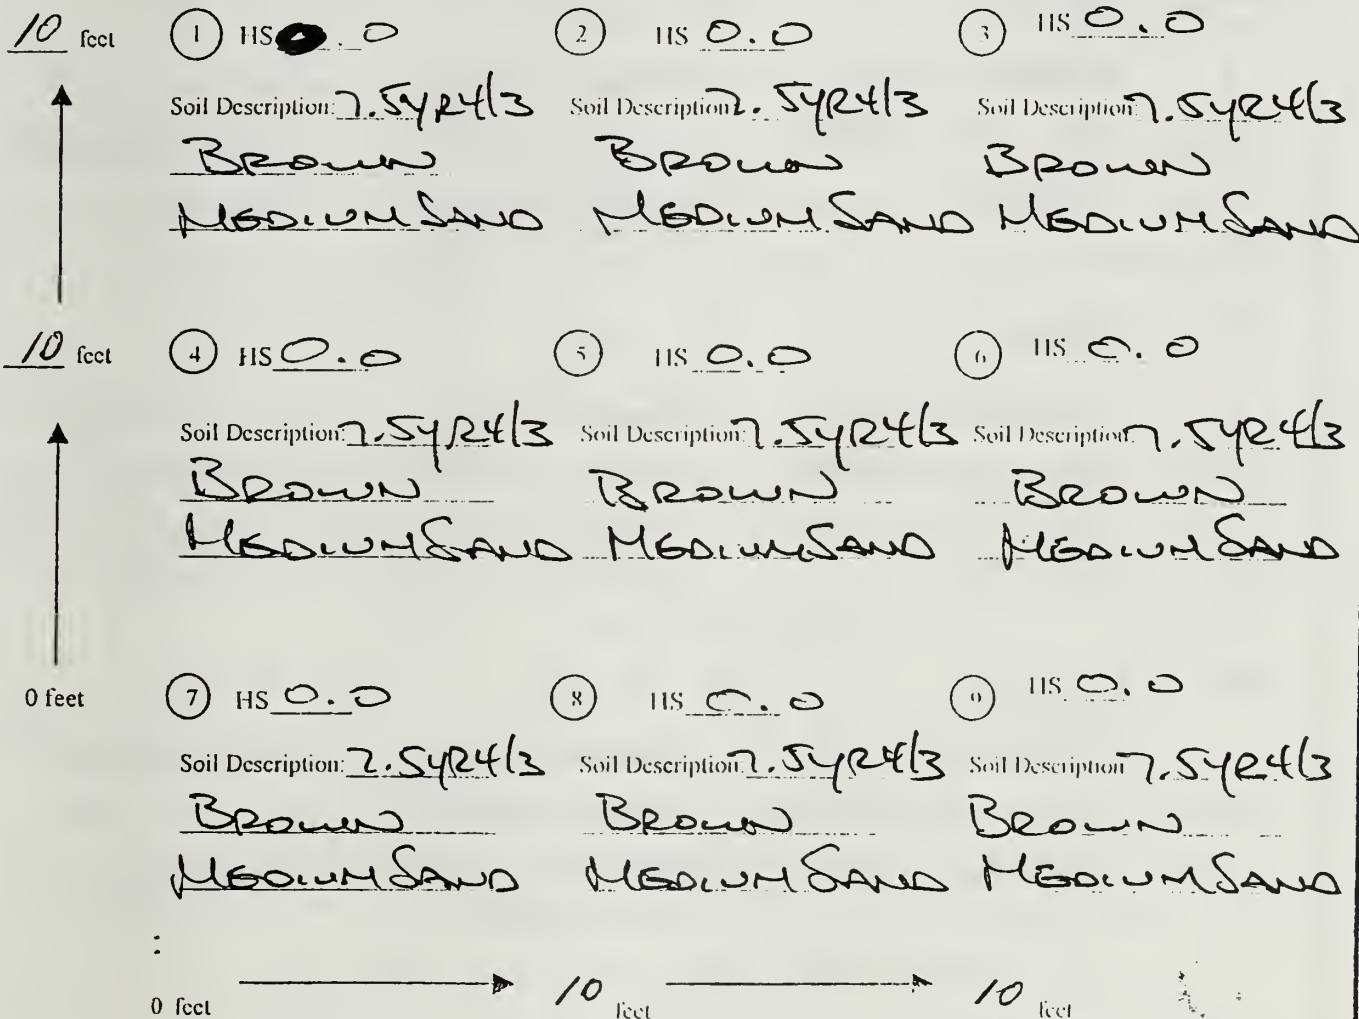 10 feet 1 HS 0.0 2 HS 0.0 3 HS 0.0
Soil Description: 7.5YR4/3 Soil Description: 7.5YR4/3 Soil Description: 7.5YR4/3
BROWN BROWN BROWN
MEDIUM SAND MEDIUM SAND MEDIUM SAND
10 feet 4 HS 0.0 5 HS 0.0 6 HS 0.0
Soil Description: 7.5YR4/3 Soil Description: 7.5YR4/3 Soil Description: 7.5YR4/3
BROWN BROWN BROWN
MEDIUM SAND MEDIUM SAND MEDIUM SAND
0 feet 7 HS 0.0 8 HS 0.0 9 HS 0.0
Soil Description: 7.5YR4/3 Soil Description: 7.5YR4/3 Soil Description 7.5YR4/3
BROWN BROWN BROWN
MEDIUM SAND MEDIUM SAND MEDIUM SAND
:
0 feet 10 feet 10 feet